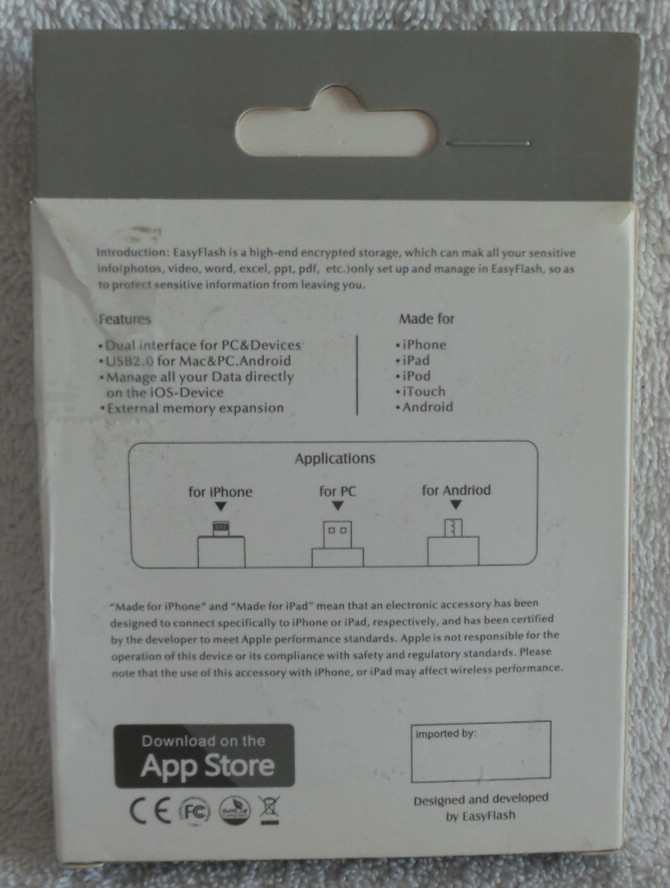 Introduction: EasyFlash is a high-end encrypted storage, which can mak all your sensitive
info(photos, video, word, excel, ppt, pdf, etc.)only set up and manage in EasyFlash, so as
to protect sensitive information from leaving you.
Features
•Dual interface for PC&Devices
•USB2.0 for Mac&PC.Android
•Manage all your Data directly
on the iOS-Device
•External memory expansion
Made for
•iPhone
•iPad
•iPod
•iTouch
•Android
Applications
for iPhone
for PC
for Andriod
"Made for iPhone" and "Made for iPad" mean that an electronic accessory has been
designed to connect specifically to iPhone or iPad, respectively, and has been certified
by the developer to meet Apple performance standards. Apple is not responsible for the
operation of this device or its compliance with safety and regulatory standards. Please
note that the use of this accessory with iPhone, or iPad may affect wireless performance.
Download on the
App Store
CE FC
imported by:
Designed and developed
by EasyFlash